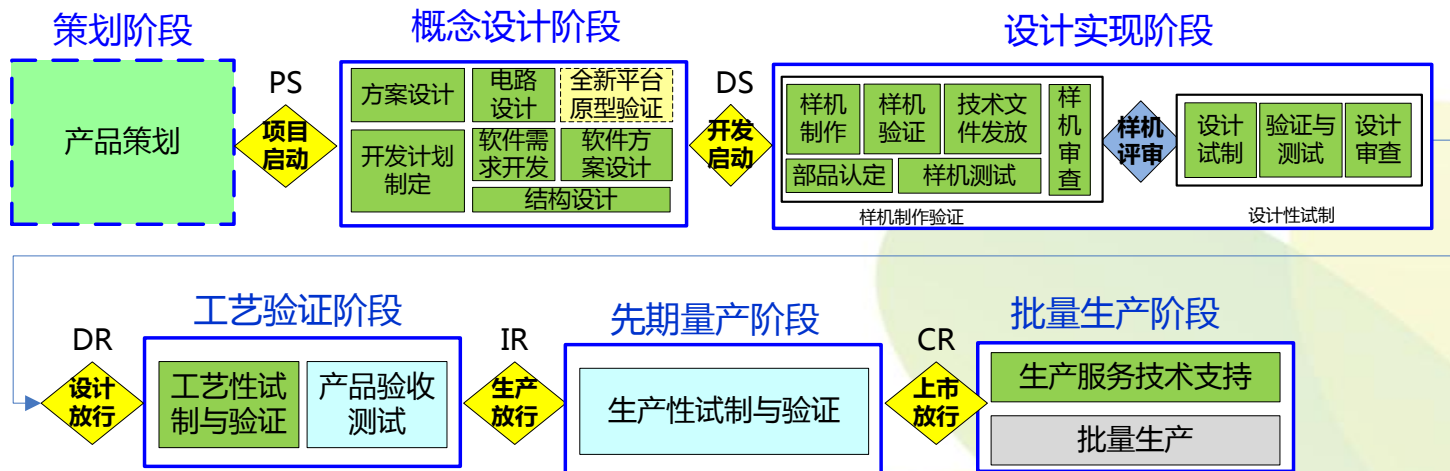 策划阶段
概念设计阶段
设计实现阶段
产品策划
PS
项目
启动
方案设计
电路
设计
全新平台
原型验证
开发计划
制定
软件需
求开发
软件方
案设计
结构设计
DS
开发
启动
样机
制作
样机
验证
技术文
件发放
样
机
审
查
部品认定
样机测试
样机制作验证
样机
评审
设计
试制
验证与
测试
设计
审查
设计性试制
工艺验证阶段
先期量产阶段
批量生产阶段
DR
设计
放行
工艺性试
制与验证
产品验收
测试
IR
生产
放行
生产性试制与验证
CR
上市
放行
生产服务技术支持
批量生产